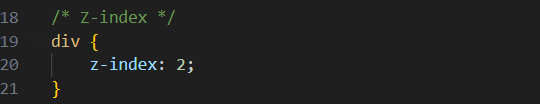 18 /* Z-index */
19 div {
20     z-index: 2;
21 }